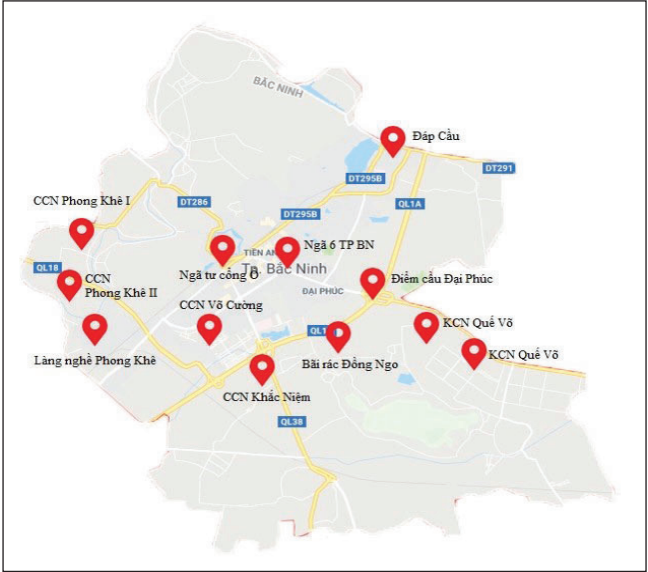 BẮC NINH
Đáp Cầu
DT295B
DT291
CCN Phong Khê I
DT286
QL1A
DT295B
Ngã 6 TP BN
TIỀN AN
QL18
Ngã tư cổng Ô
Tp. Bắc Ninh
CCN
Phong Khê II
Điểm cầu Đại Phúc
ĐẠI PHÚC
CCN Võ Cường
KCN Quế Võ
QL1
Làng nghề Phong Khê
Bãi rác Đồng Ngo
KCN Quế Võ
CCN Khắc Niệm
QL38